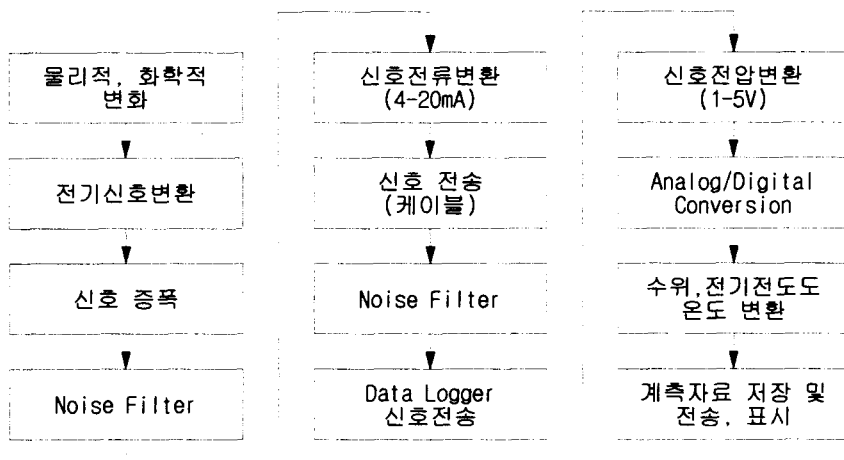 물리적, 화학적
변화
전기신호변환
신호 증폭
Noise Filter
신호전류변환
(4-20mA)
신호 전송
(케이블)
Noise Filter
Data Logger
신호전송
신호전압변환
(1-5V)
Analog/Digital
Conversion
수위,전기전도도
온도 변환
계측자료 저장 및
전송, 표시